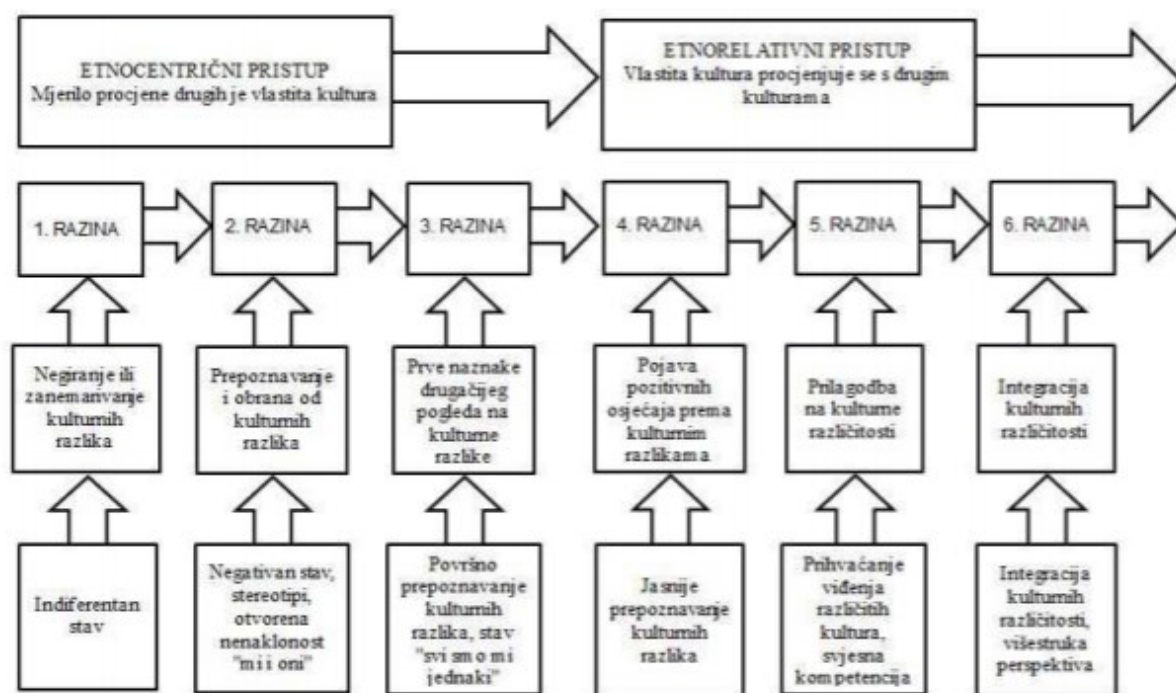 ETNOCENTRIČNI PRISTUP
Mjerilo procjene drugih je vlastita kultura
ETNORELATIVNI PRISTUP
Vlastita kultura procjenjuje se s drugim
kulturama
1. RAZINA
2. RAZINA
3. RAZINA
4. RAZINA
5. RAZINA
6. RAZINA
Negiranje ili
zanemarivanje
kulturnih
razlika
Prepoznavanje
i obrana od
kulturnih
razlika
Prve naznake
drugačijeg
pogleda na
kulturne
razlike
Pojava
pozitivnih
osjećaja prema
kulturnim
razlikama
Prilagodba
na kulturne
različitosti
Integracija
kulturnih
različitosti
Indiferentan
stav
Negativan stav,
stereotipi,
otvorena
nenaklonost
"mi i oni"
Površno
prepoznavanje
kulturnih
razlika, stav
"svi smo mi
jednaki"
Jasnije
prepoznavanje
kulturnih
razlika
Prihvaćanje
viđenja
različitih
kultura,
svjesna
kompetencija
Integracija
kulturnih
različitosti,
višestruka
perspektiva